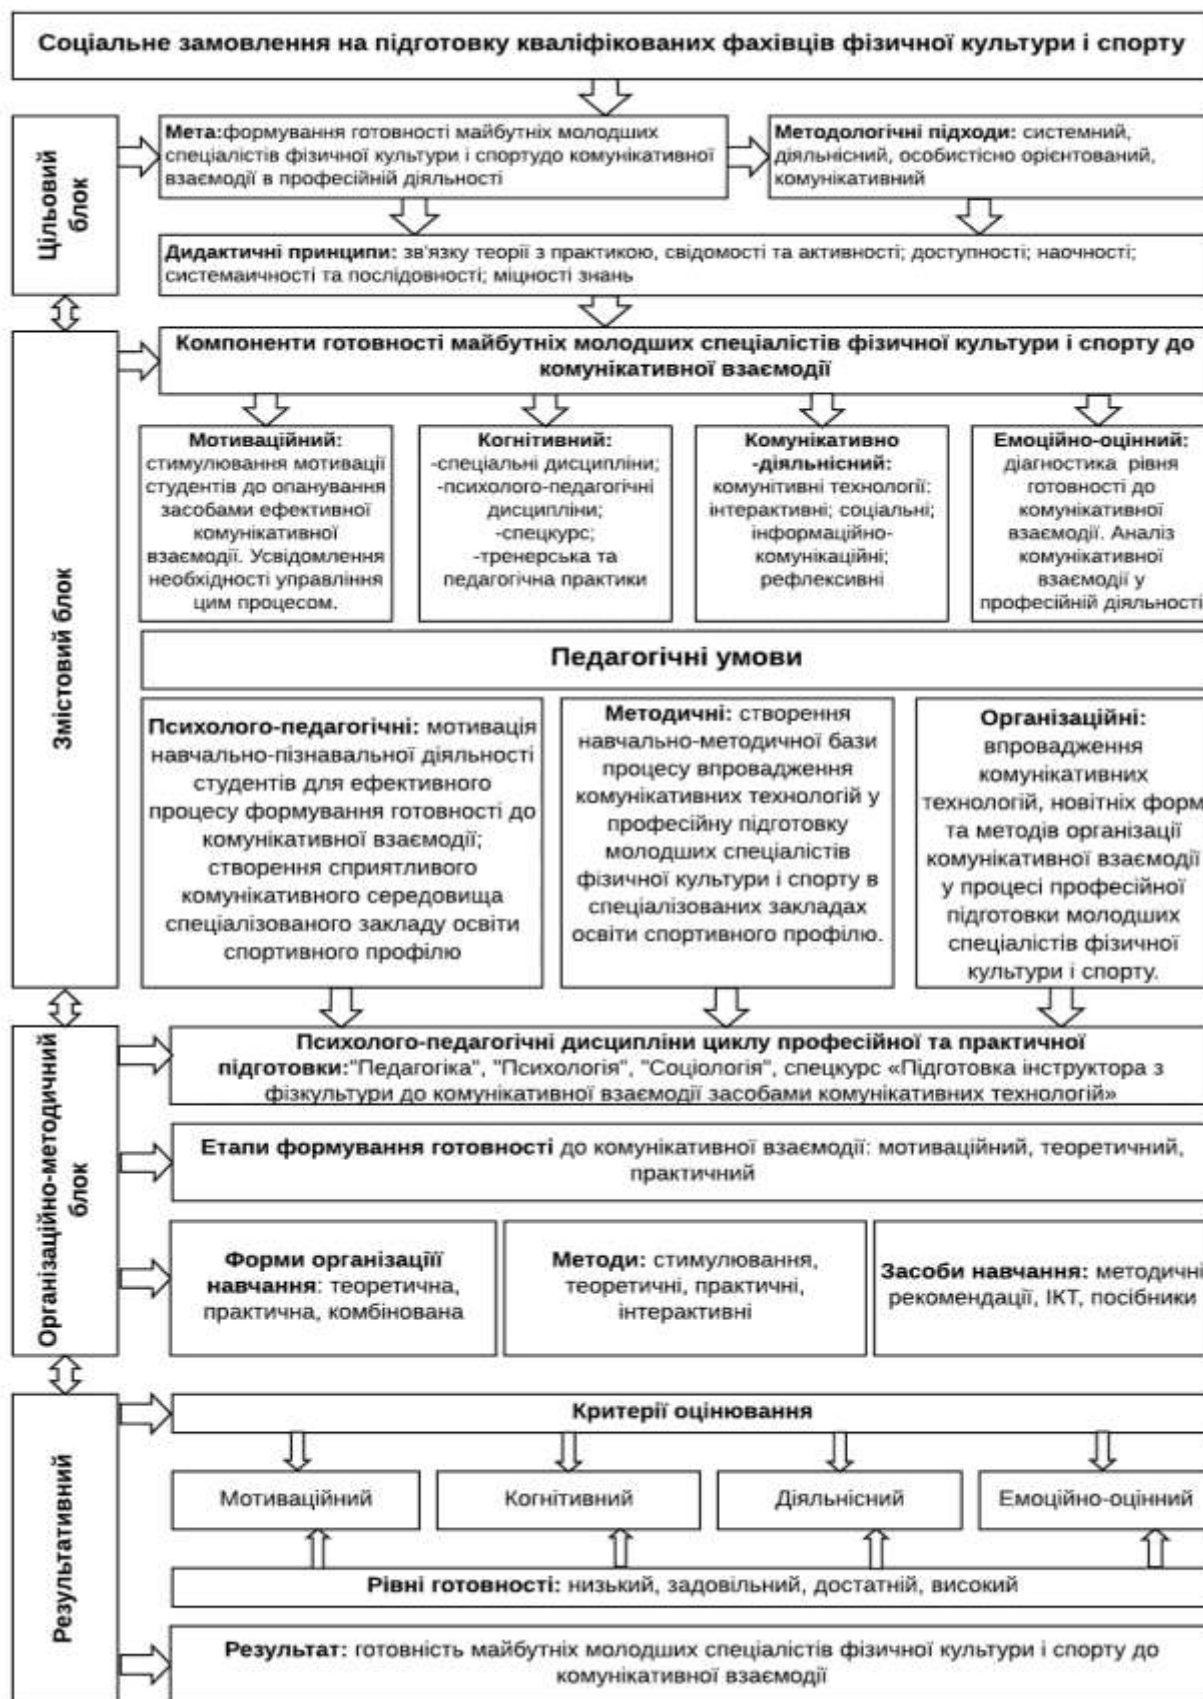 Соціальне замовлення на підготовку кваліфікованих фахівців фізичної культури і спорту
Цільовий
блок
Мета:формування готовності майбутніх молодших
спеціалістів фізичної культури і спортудо комунікативної
взаємодії в професійній діяльності
Методологічні підходи: системний,
діяльнісний, особистісно орієнтований,
комунікативний
Дидактичні принципи: зв'язку теорії з практикою, свідомості та активності; доступності; наочності;
системаичності та послідовності; міцності знань
Змістовий блок
Компоненти готовності майбутніх молодших спеціалістів фізичної культури і спорту до
комунікативної взаємодії
Мотиваційний:
стимулювання мотивації
студентів до опанування
засобами ефективної
комунікативної
взаємодії. Усвідомлення
необхідності управління
цим процесом.
Когнітивний:
-спеціальні дисципліни;
-психолого-педагогічні
дисципліни;
-спецкурс;
-тренерська та
педагогічна практики
Комунікативно
-діяльнісний:
комунітивні технології:
інтерактивні; соціальні;
інформаційно-
комунікаційні;
рефлексивні
Емоційно-оцінний:
діагностика рівня
готовності до
комунікативної
взаємодії. Аналіз
комунікативної
взаємодії у
професійній діяльності
Педагогічні умови
Психолого-педагогічні: мотивація
навчально-пізнавальної діяльності
студентів для ефективного
процесу формування готовності до
комунікативної взаємодії;
створення сприятливого
комунікативного середовища
спеціалізованого закладу освіти
спортивного профілю
Методичні: створення
навчально-методичної бази
процесу впровадження
комунікативних технологій у
професійну підготовку
молодших спеціалістів
фізичної культури і спорту в
спеціалізованих закладах
освіти спортивного профілю.
Організаційні:
впровадження
комунікативних
технологій, новітніх форм
та методів організації
комунікативної взаємодії
у процесі професійної
підготовки молодших
спеціалістів фізичної
культури і спорту.
Організаційно-методичний
блок
Психолого-педагогічні дисципліни циклу професійної та практичної
підготовки:"Педагогіка", "Психологія", "Соціологія", спецкурс «Підготовка інструктора з
фізкультури до комунікативної взаємодії засобами комунікативних технологій»
Етапи формування готовності до комунікативної взаємодії: мотиваційний, теоретичний,
практичний
Форми організаціїї
навчання: теоретична,
практична, комбінована
Методи: стимулювання,
теоретичні, практичні,
інтерактивні
Засоби навчання: методичні
рекомендації, ІКТ, посібники
Результативний
Критерії оцінювання
Мотиваційний
Когнітивний
Діяльнісний
Емоційно-оцінний
Рівні готовності: низький, задовільний, достатній, високий
Результат: готовність майбутніх молодших спеціалістів фізичної культури і спорту до
комунікативної взаємодії